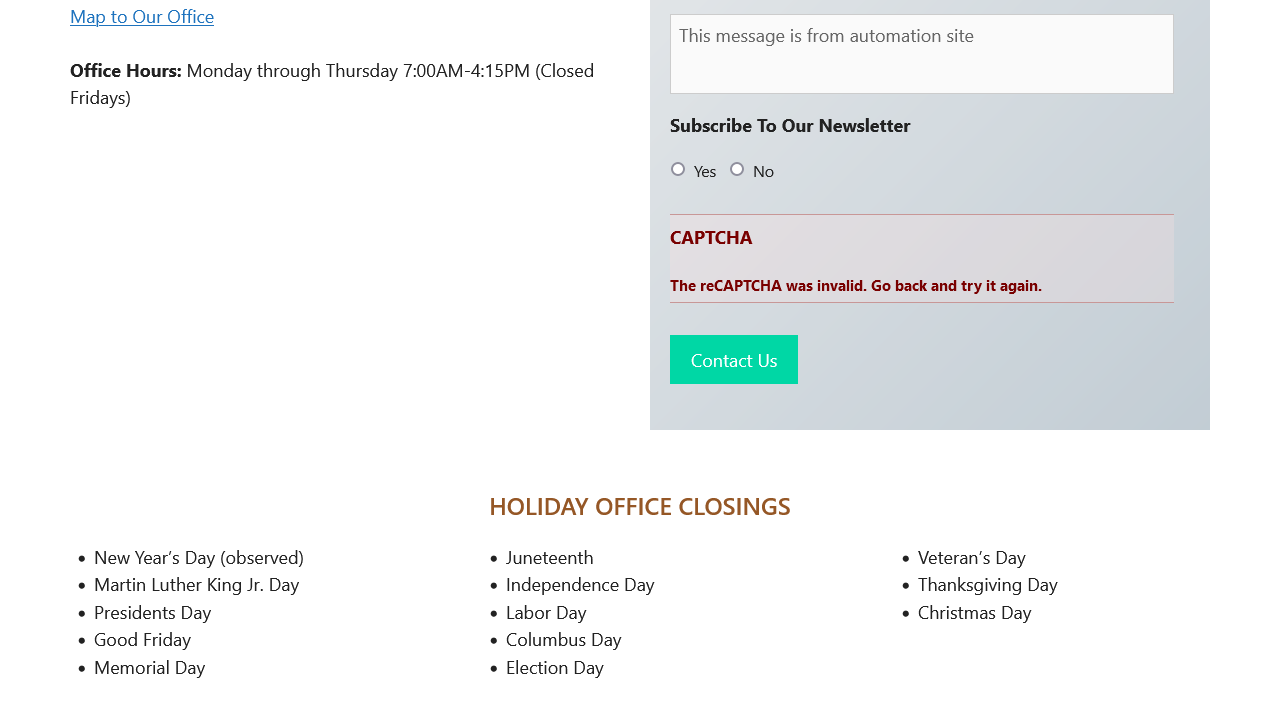 Map to Our Office
Office Hours: Monday through Thursday 7:00AM-4:15PM (Closed
Fridays)
This message is from automation site
Subscribe To Our Newsletter
Yes No
CAPTCHA
The reCAPTCHA was invalid. Go back and try it again.
Contact Us
HOLIDAY OFFICE CLOSINGS
• New Year’s Day (observed)
• Martin Luther King Jr. Day
• Presidents Day
• Good Friday
• Memorial Day
• Juneteenth
• Independence Day
• Labor Day
• Columbus Day
• Election Day
• Veteran’s Day
• Thanksgiving Day
• Christmas Day